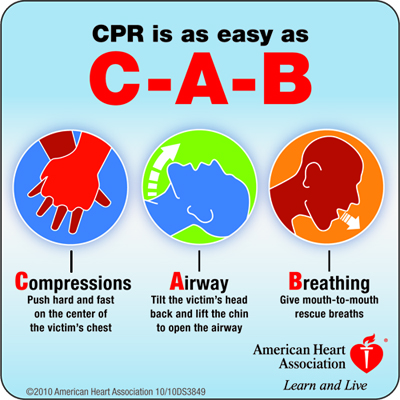 CPR is as easy as
C-A-B
Compressions
Push hard and fast
on the center of
the victim's chest
Airway
Tilt the victim's head
back and lift the chin
to open the airway
Breathing
Give mouth-to-mouth
rescue breaths
American Heart
Association®
Learn and Live
©2010 American Heart Association 10/10DS3849